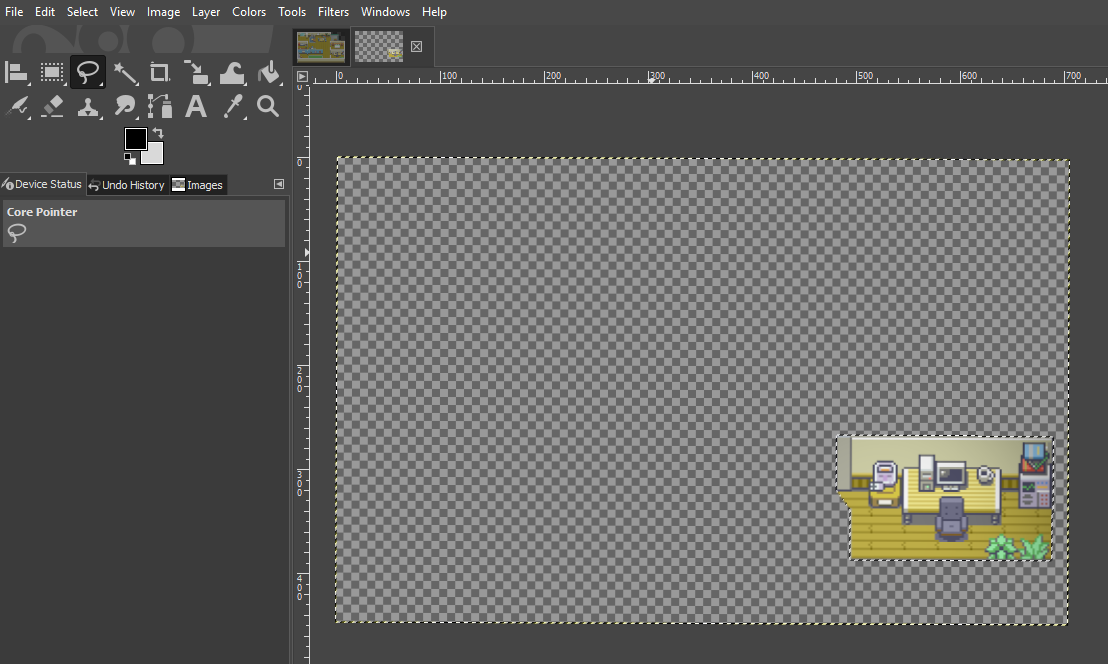 File Edit Select View Image Layer Colors Tools Filters Windows Help
0 100 200 300 400 500 600 700
Device Status Undo History Images
Core Pointer
0
0
100
200
300
400